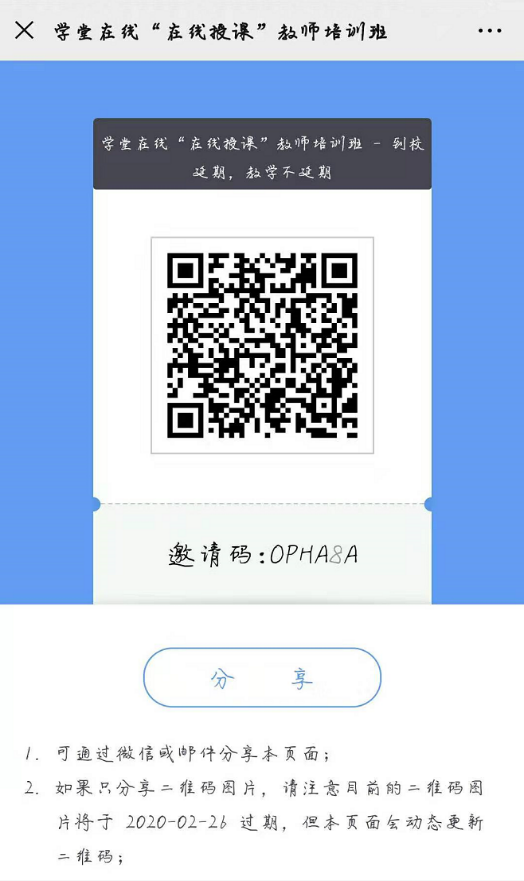 学堂在线“在线授课”教师培训班
学堂在线“在线授课”教师培训班 - 到校
延期，教学不延期
邀请码:OPHA8A
分 享
1. 可通过微信或邮件分享本页面；
2. 如果只分享二维码图片，请注意目前的二维码图
片将于 2020-02-26 过期，但本页面会动态更新
二维码；